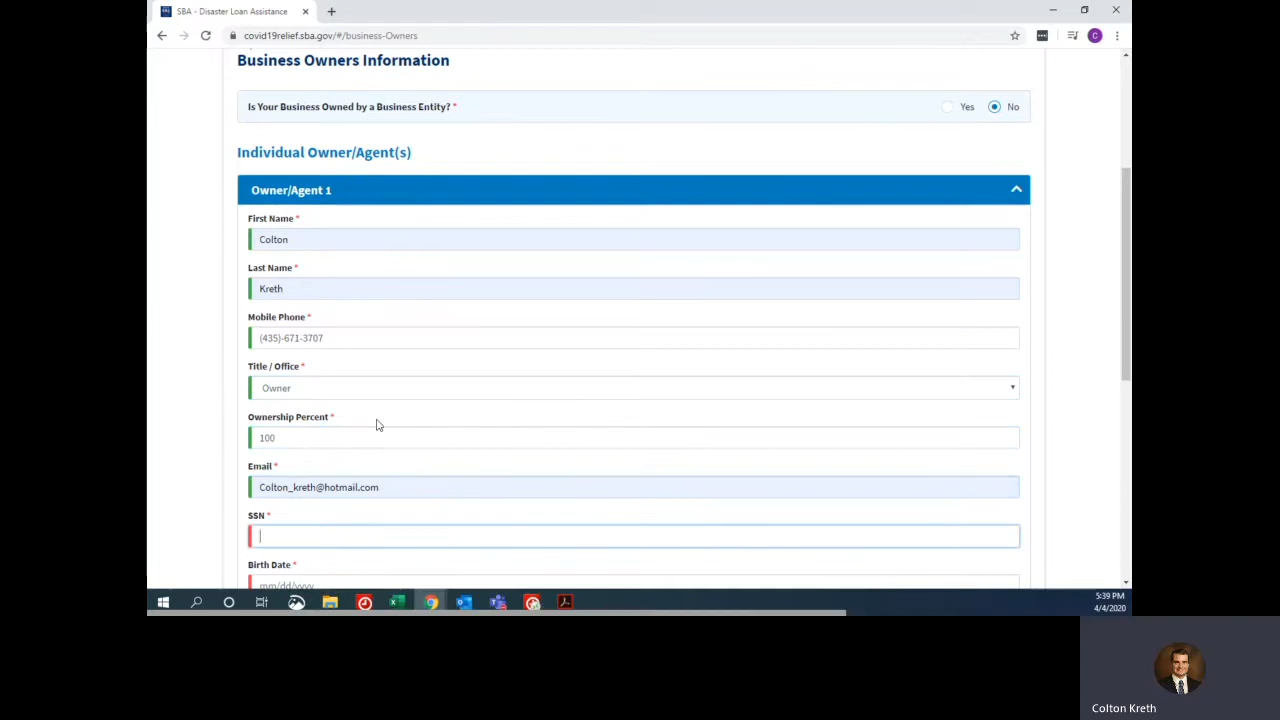 SBA - Disaster Loan Assistance
covid19relief.sba.gov/#/business-Owners
Business Owners Information
Is Your Business Owned by a Business Entity? * Yes No
Individual Owner/Agent(s)
Owner/Agent 1
First Name *
Colton
Last Name *
Kreth
Mobile Phone *
(435)-671-3707
Title / Office *
Owner
Ownership Percent *
100
Email *
Colton_kreth@hotmail.com
SSN *
Birth Date *
mm/dd/yyyy
5:39 PM
4/4/2020
Colton Kreth